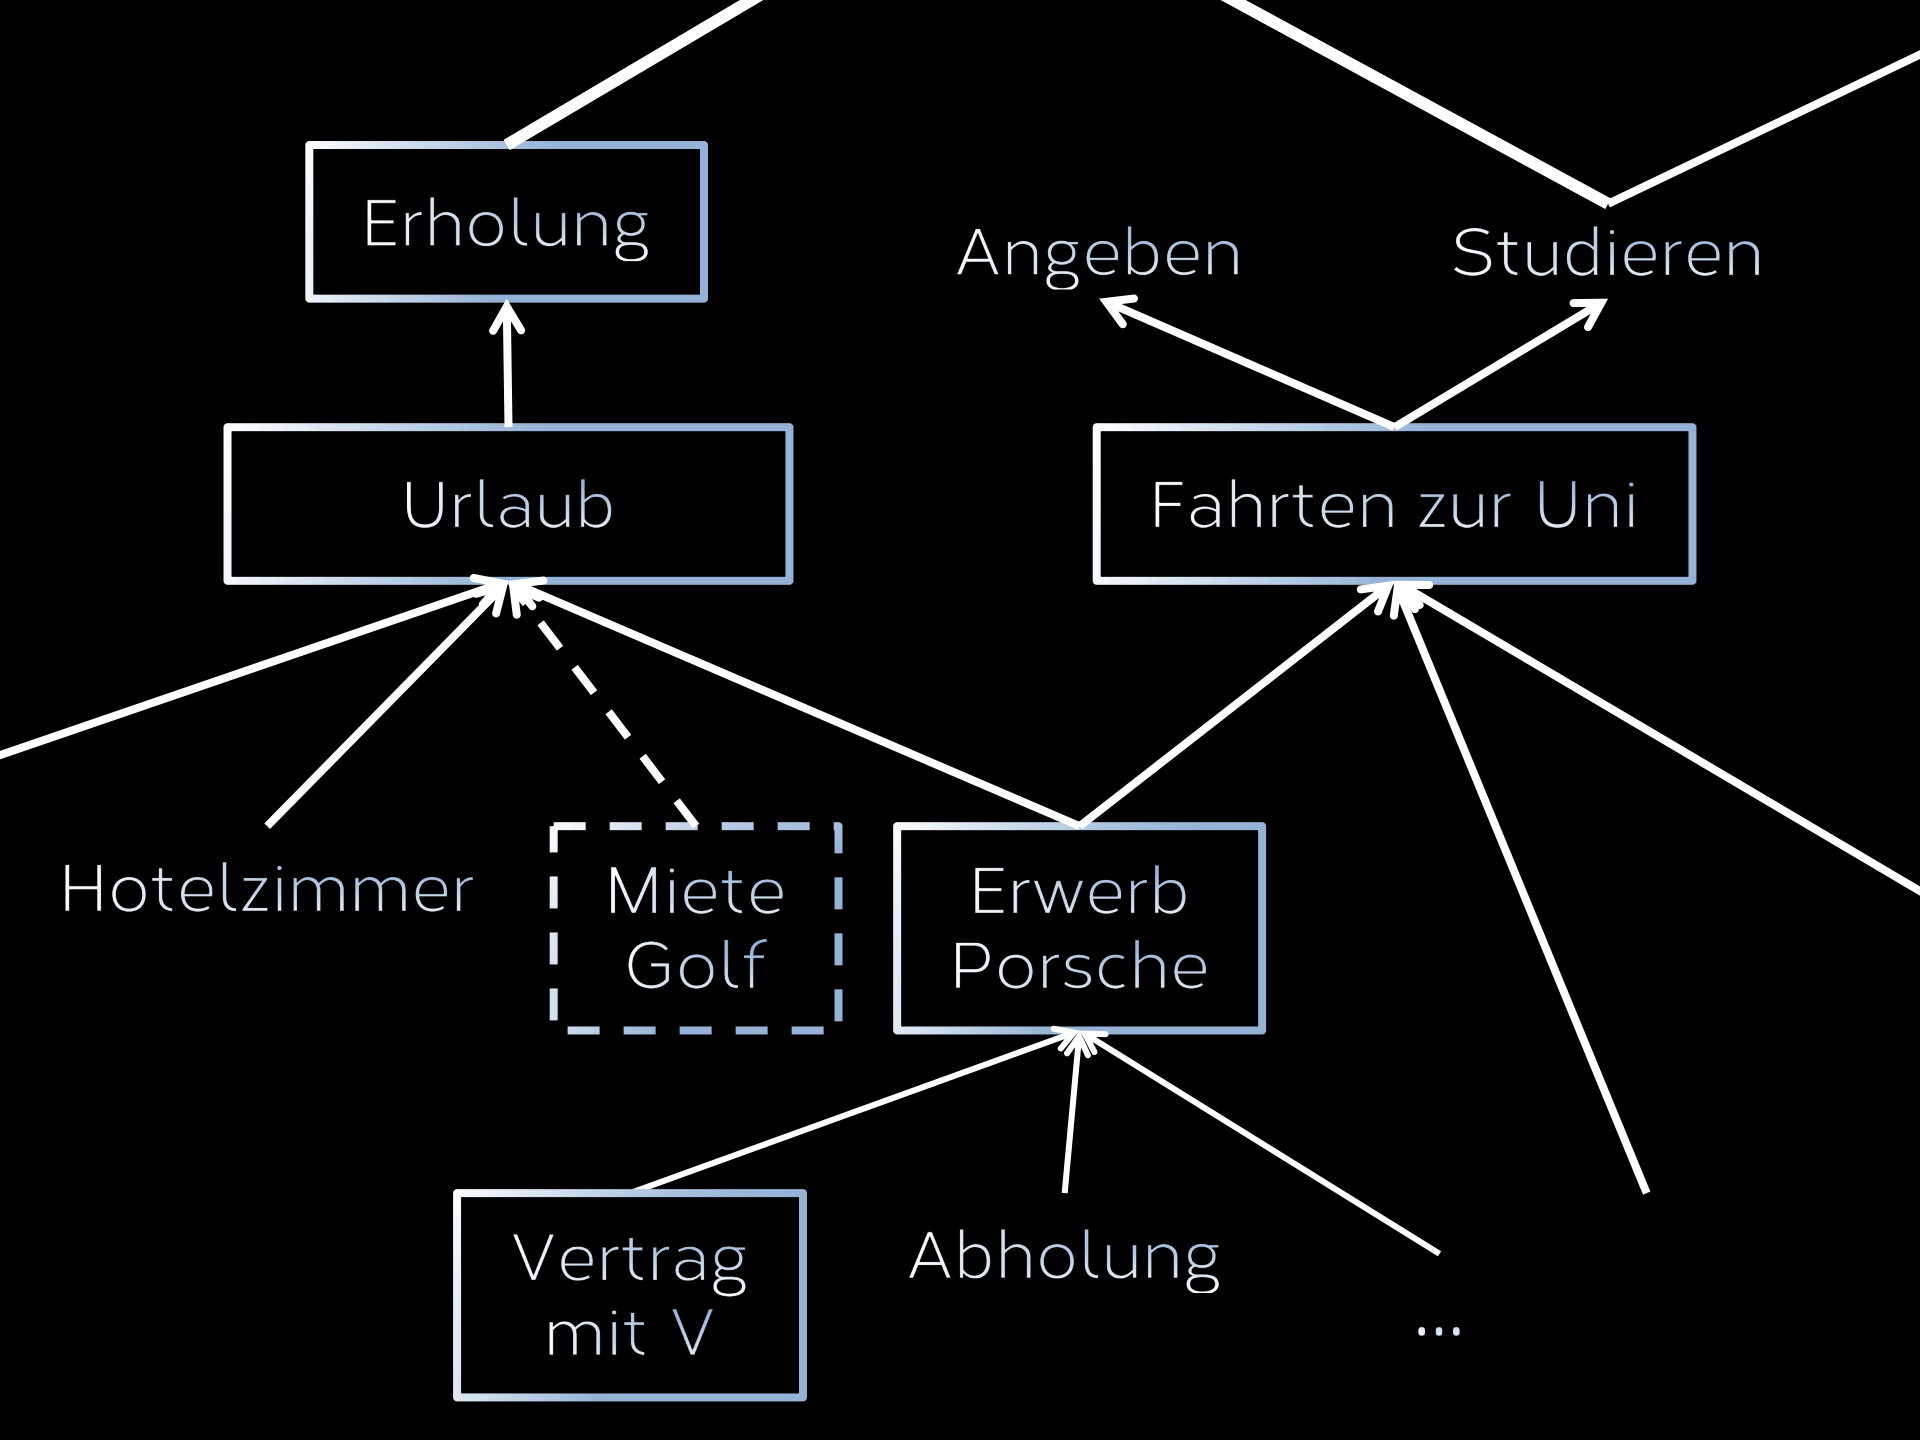 Erholung
Angeben
Studieren
Urlaub
Fahrten zur Uni
Hotelzimmer
Miete
Golf
Erwerb
Porsche
Vertrag
mit V
Abholung
...